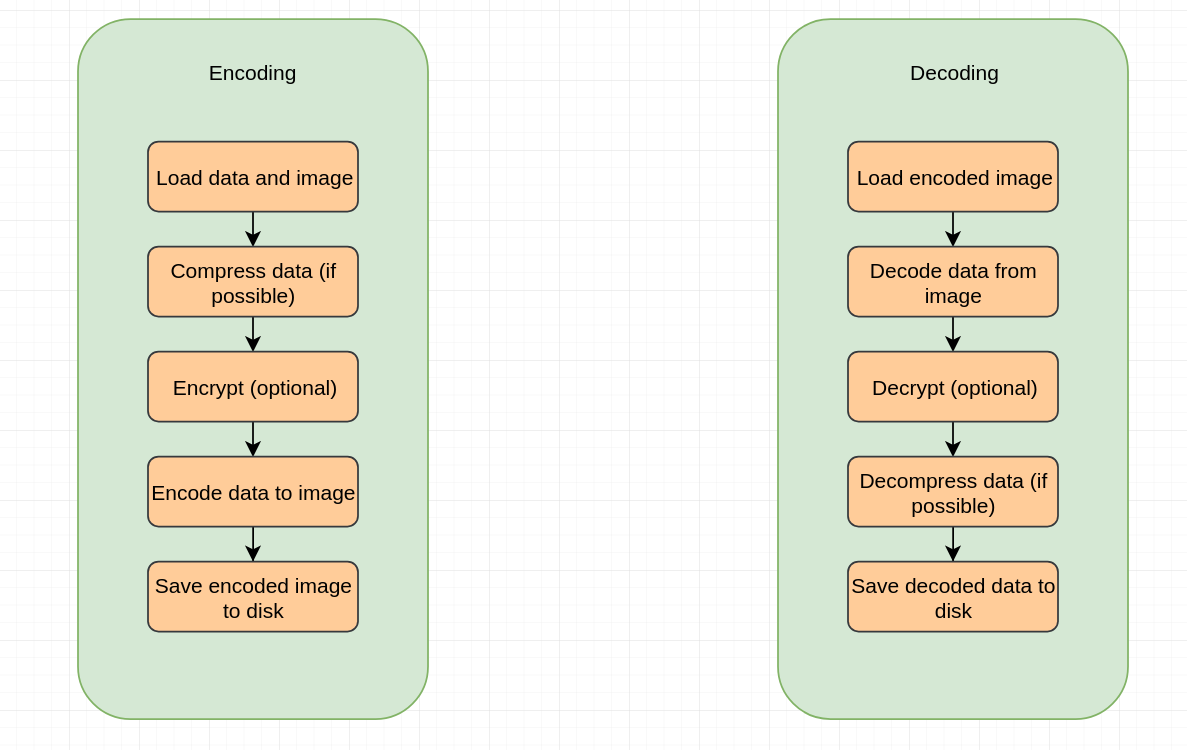 Encoding
Load data and image
Compress data (if
possible)
Encrypt (optional)
Encode data to image
Save encoded image
to disk
Decoding
Load encoded image
Decode data from
image
Decrypt (optional)
Decompress data (if
possible)
Save decoded data to
disk